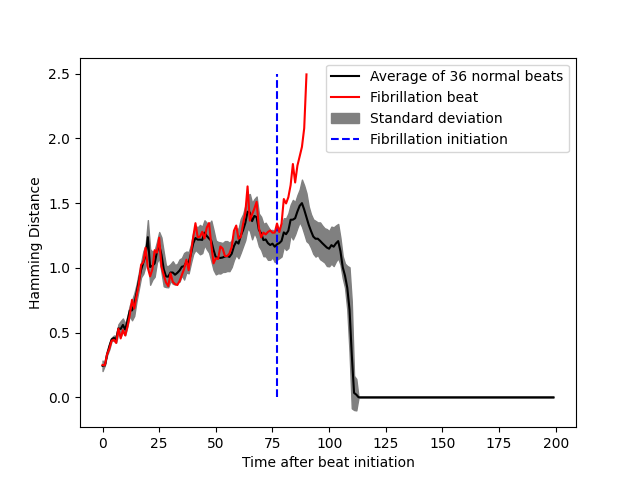 Average of 36 normal beats
Fibrillation beat
Standard deviation
Fibrillation initiation
Hamming Distance
2.5
2.0
1.5
1.0
0.5
0.0
0 25 50 75 100 125 150 175 200
Time after beat initiation